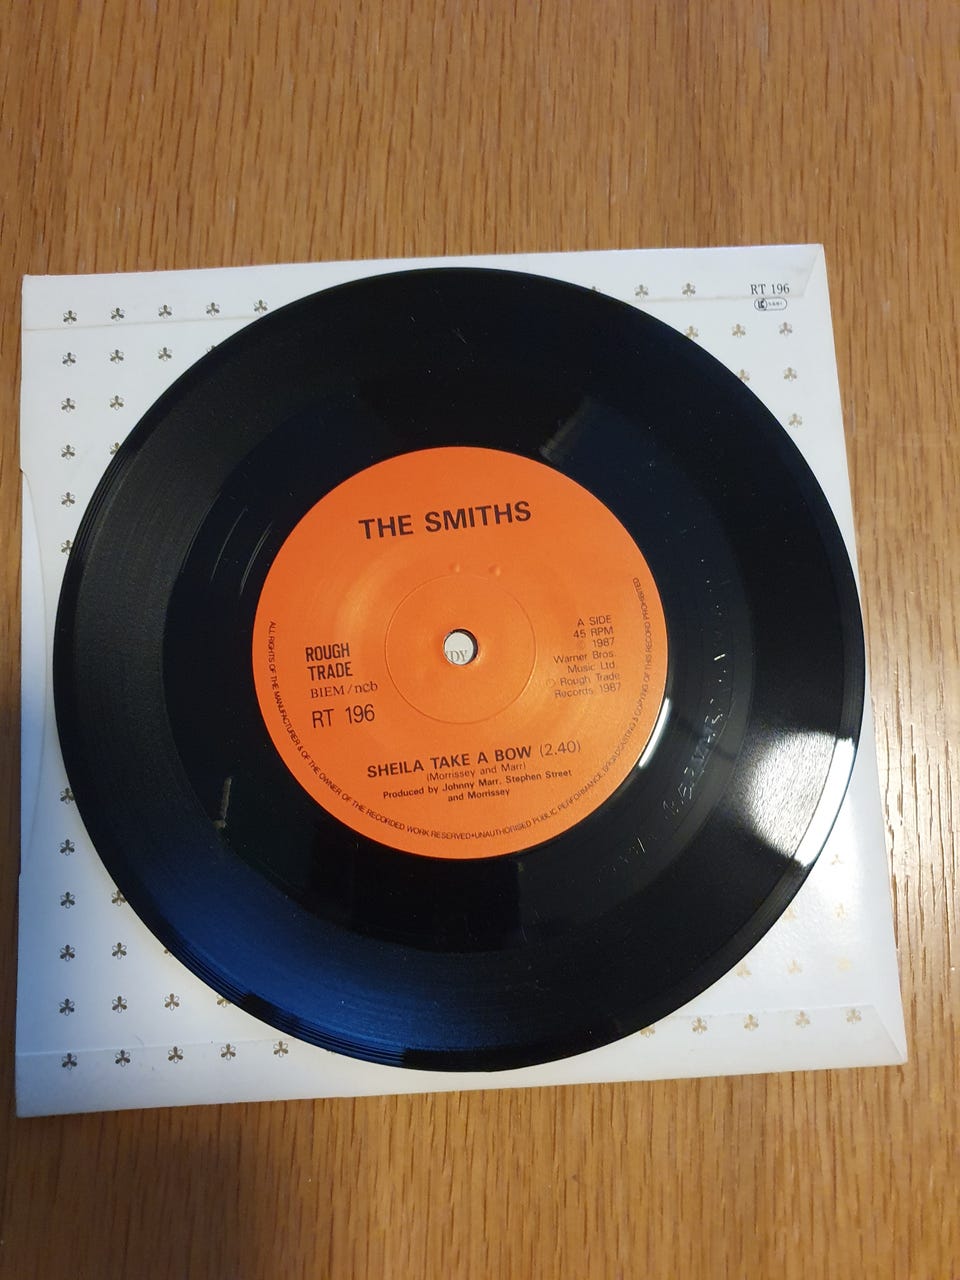 RT 196
THE SMITHS
ROUGH
TRADE
BIEM/ncb
RT 196
A SIDE
45 RPM
© 1987
Warner Bros.
Music Ltd.
℗ Rough Trade
Records 1987
DY
SHEILA TAKE A BOW (2.40)
(Morrissey and Marr)
Produced by Johnny Marr, Stephen Street
and Morrissey
ALL RIGHTS OF THE MANUFACTURER & OF THE OWNER OF THE RECORDED WORK RESERVED•UNAUTHORISED PUBLIC PERFORMANCE BROADCASTING & COPYING OF THIS RECORD PROHIBITED